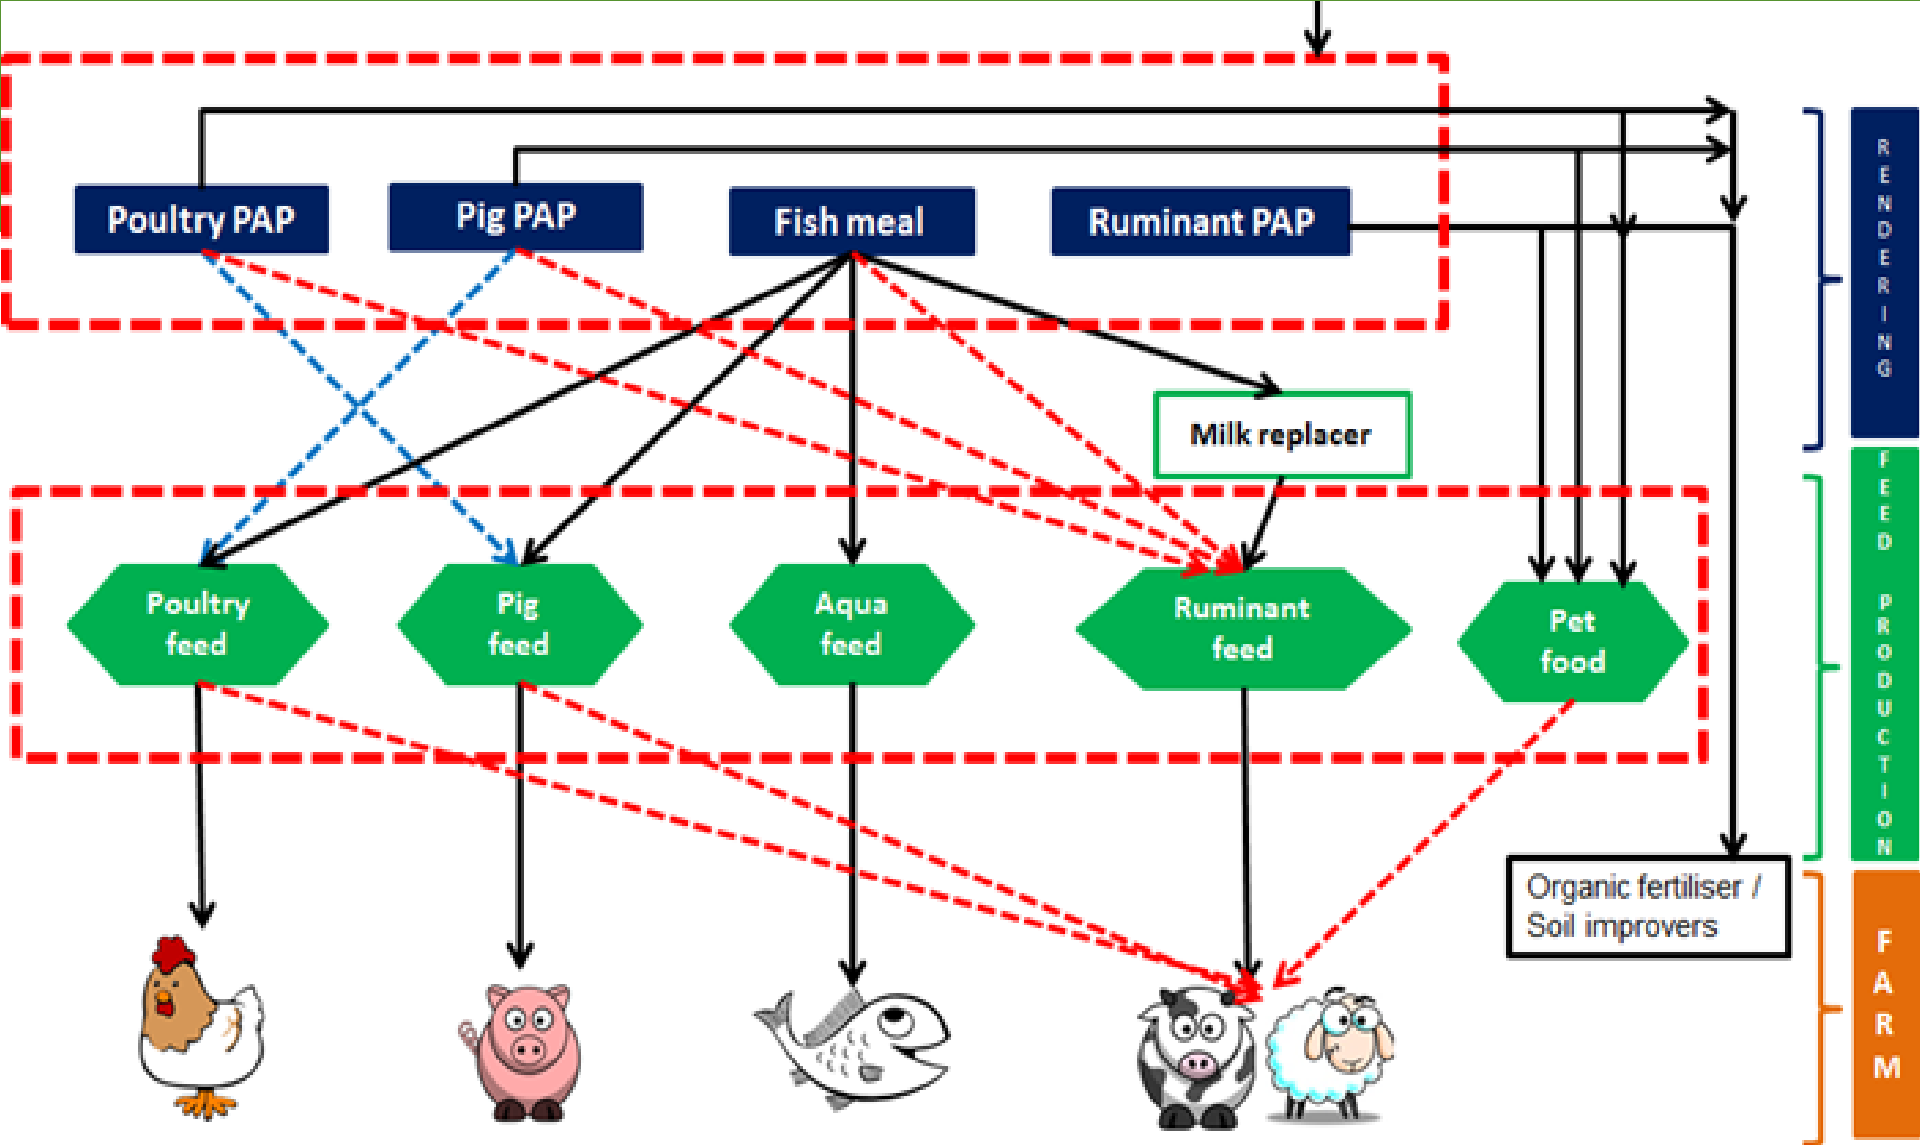 Poultry PAP
Pig PAP
Fish meal
Ruminant PAP
RENDERING
Milk replacer
Poultry
feed
Pig
feed
Aqua
feed
Ruminant
feed
Pet
food
FEED PRODUCTION
Organic fertiliser /
Soil improvers
FARM